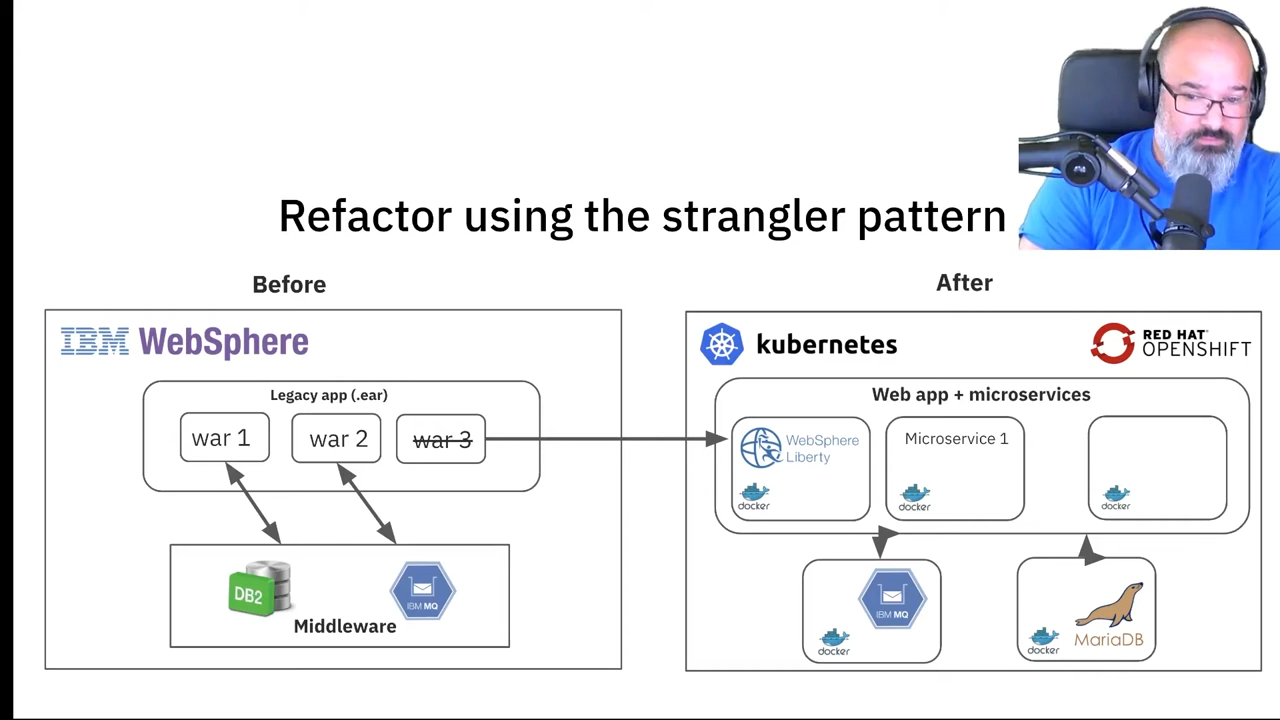 Refactor using the strangler pattern
Before
IBM WebSphere
Legacy app (.ear)
war 1
war 2
war 3
DB2
IBM MQ
Middleware
After
kubernetes
RED HAT®
OPENSHIFT
Web app + microservices
WebSphere
Liberty
docker
Microservice 1
docker
docker
IBM MQ
docker
docker
MariaDB